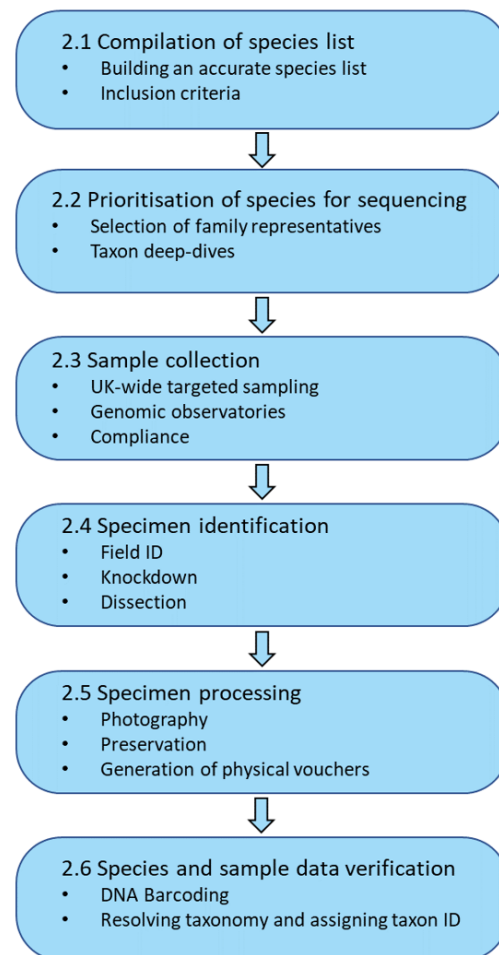 2.1 Compilation of species list
• Building an accurate species list
• Inclusion criteria
2.2 Prioritisation of species for sequencing
• Selection of family representatives
• Taxon deep-dives
2.3 Sample collection
• UK-wide targeted sampling
• Genomic observatories
• Compliance
2.4 Specimen identification
• Field ID
• Knockdown
• Dissection
2.5 Specimen processing
• Photography
• Preservation
• Generation of physical vouchers
2.6 Species and sample data verification
• DNA Barcoding
• Resolving taxonomy and assigning taxon ID